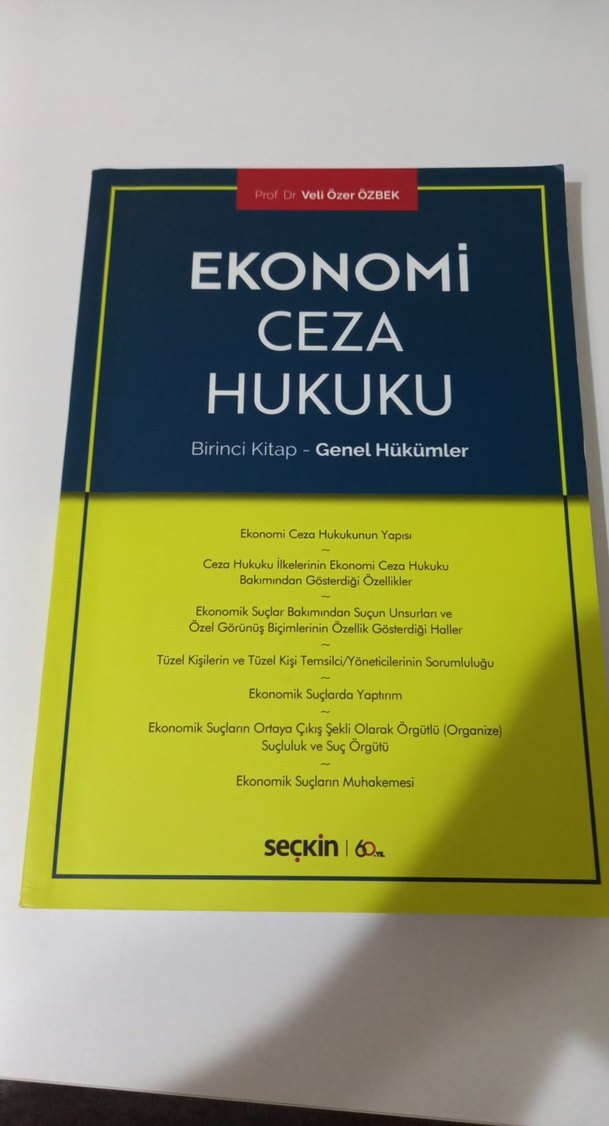 Prof. Dr. Veli Özer ÖZBEK
EKONOMİ
CEZA
HUKUKU
Birinci Kitap - Genel Hükümler
Ekonomi Ceza Hukukunun Yapısı
~
Ceza Hukuku İlkelerinin Ekonomi Ceza Hukuku
Bakımından Gösterdiği Özellikler
~
Ekonomik Suçlar Bakımından Suçun Unsurları ve
Özel Görünüş Biçimlerinin Özellik Gösterdiği Haller
~
Tüzel Kişilerin ve Tüzel Kişi Temsilci/Yöneticilerinin Sorumluluğu
~
Ekonomik Suçlarda Yaptırım
~
Ekonomik Suçların Ortaya Çıkış Şekli Olarak Örgütlü (Organize)
Suçluluk ve Suç Örgütü
~
Ekonomik Suçların Muhakemesi
seçkin | 60.YIL